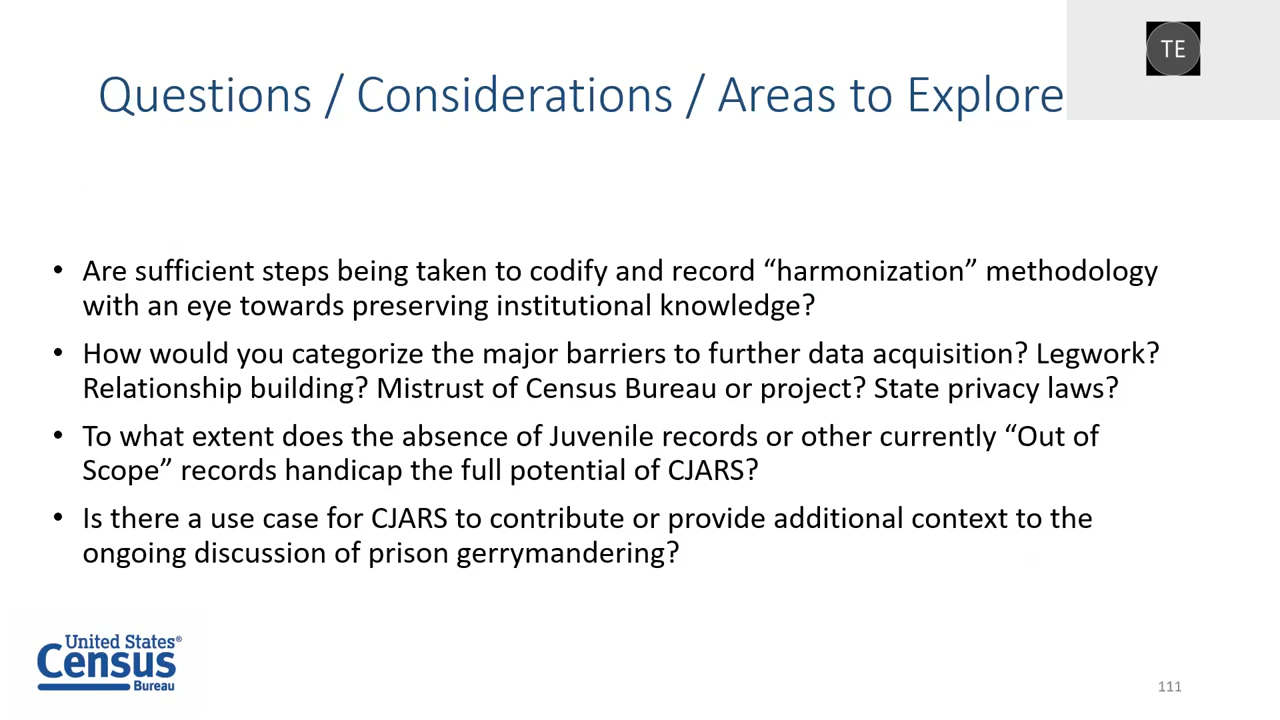 TE
Questions / Considerations / Areas to Explore
• Are sufficient steps being taken to codify and record “harmonization” methodology
with an eye towards preserving institutional knowledge?
• How would you categorize the major barriers to further data acquisition? Legwork?
Relationship building? Mistrust of Census Bureau or project? State privacy laws?
• To what extent does the absence of Juvenile records or other currently “Out of
Scope” records handicap the full potential of CJARS?
• Is there a use case for CJARS to contribute or provide additional context to the
ongoing discussion of prison gerrymandering?
United States®
Census
Bureau
111